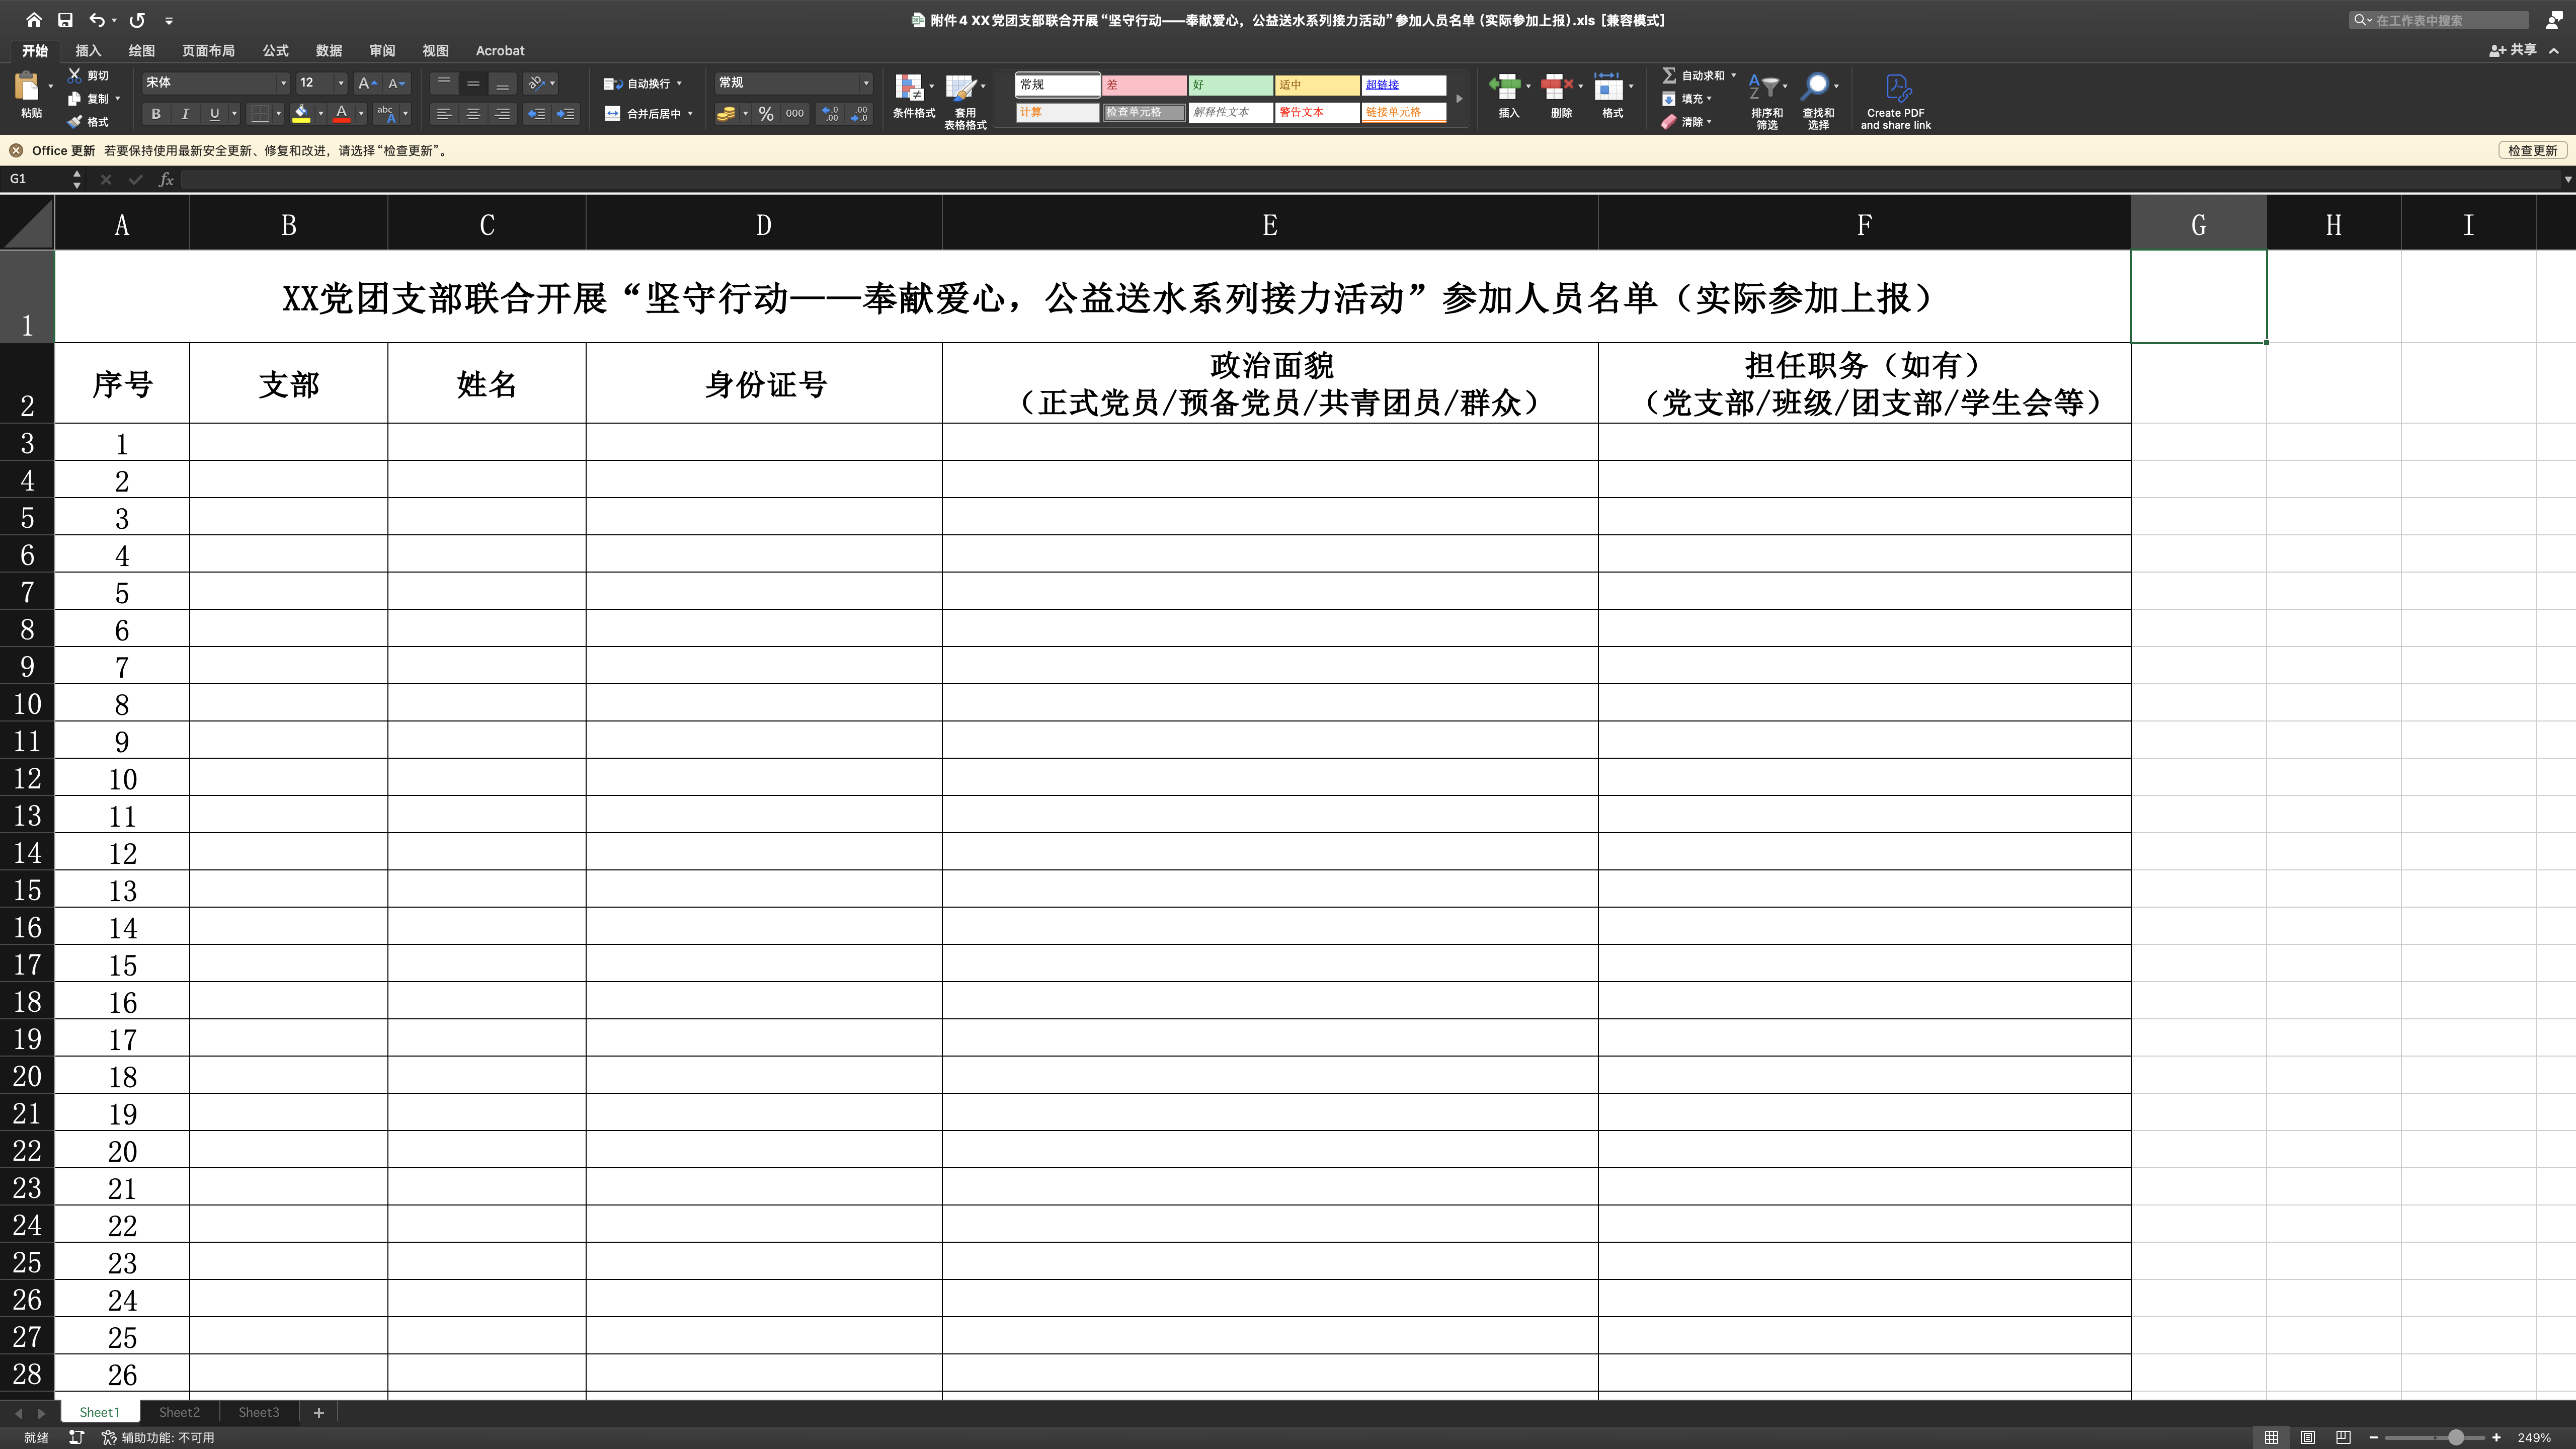 附件4 XX党团支部联合开展“坚守行动——奉献爱心，公益送水系列接力活动”参加人员名单（实际参加上报）.xls  [兼容模式]
在工作表中搜索
开始 插入 绘图 页面布局 公式 数据 审阅 视图 Acrobat
共享
粘贴
剪切
复制
格式
宋体 12
B I U
自动换行
合并后居中
常规
% 000
条件格式
套用
表格格式
常规 差 好 适中 超链接
计算 检查单元格 解释性文本 警告文本 链接单元格
插入 删除 格式
自动求和
填充
清除
排序和
筛选
查找和
选择
Create PDF
and share link
Office 更新 若要保持使用最新安全更新、修复和改进，请选择“检查更新”。
检查更新
G1 fx
A B C D E F G H I
1 XX党团支部联合开展“坚守行动——奉献爱心，公益送水系列接力活动”参加人员名单（实际参加上报）
2 序号 支部 姓名 身份证号
政治面貌
（正式党员/预备党员/共青团员/群众）
担任职务（如有）
（党支部/班级/团支部/学生会等）
3 1
4 2
5 3
6 4
7 5
8 6
9 7
10 8
11 9
12 10
13 11
14 12
15 13
16 14
17 15
18 16
19 17
20 18
21 19
22 20
23 21
24 22
25 23
26 24
27 25
28 26
Sheet1 Sheet2 Sheet3 +
就绪 辅助功能: 不可用
249%